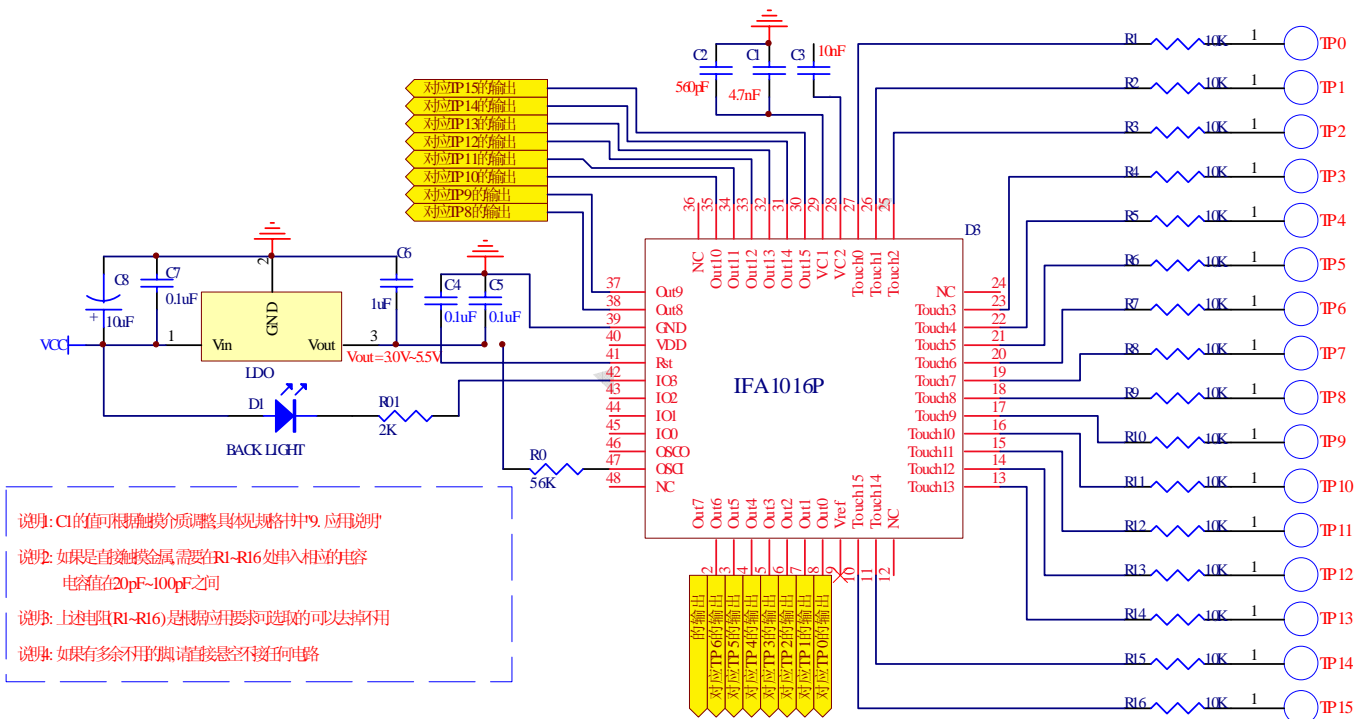 R1 10K 1 TP0
R2 10K 1 TP1
R3 10K 1 TP2
R4 10K 1 TP3
R5 10K 1 TP4
R6 10K 1 TP5
R7 10K 1 TP6
R8 10K 1 TP7
R9 10K 1 TP8
R10 10K 1 TP9
R11 10K 1 TP10
R12 10K 1 TP11
R13 10K 1 TP12
R14 10K 1 TP13
R15 10K 1 TP14
R16 10K 1 TP15
C2 C1 C3 10nF
560pF 4.7nF
对应TP15的输出
对应TP14的输出
对应TP13的输出
对应TP12的输出
对应TP11的输出
对应TP10的输出
对应TP9的输出
对应TP8的输出
36 35 34 33 32 31 30 29 28 27 26 25
NC Out10 Out11 Out12 Out13 Out14 Out15 VC1 VC2 Touch0 Touch1 Touch2
D3
IFA1016P
37 Out9
38 Out8
39 GND
40 VDD
41 Rst
42 IO3
43 IO2
44 IO1
45 IO0
46 OSCO
47 OSCI
48 NC
NC 24
Touch3 23
Touch4 22
Touch5 21
Touch6 20
Touch7 19
Touch8 18
Touch9 17
Touch10 16
Touch11 15
Touch12 14
Touch13 13
Out7 Out6 Out5 Out4 Out3 Out2 Out1 Out0 Vref Touch15 Touch14 NC
2 3 4 5 6 7 8 9 10 11 12
的输出
对应TP6的输出
对应TP5的输出
对应TP4的输出
对应TP3的输出
对应TP2的输出
对应TP1的输出
对应TP0的输出
C8 10uF
C7 0.1uF
2 GND
C6 1uF
C4 0.1uF
C5 0.1uF
VCC 1 Vin Vout 3
Vout=3.0V~5.5V
LDO
D1 R01
2K
BACK LIGHT
R0
56K
说明1: C1的值可根据触摸介质调整,具体见规格书中"9. 应用说明"
说明2: 如果是直接触摸金属,需要在R1~R16处串入相应的电容
电容值在20pF~100pF之间
说明3: 上述电阻(R1~R16)是根据应用要求可选取的可以去掉不用
说明4: 如果有多余不用的脚,请直接悬空不接任何电路